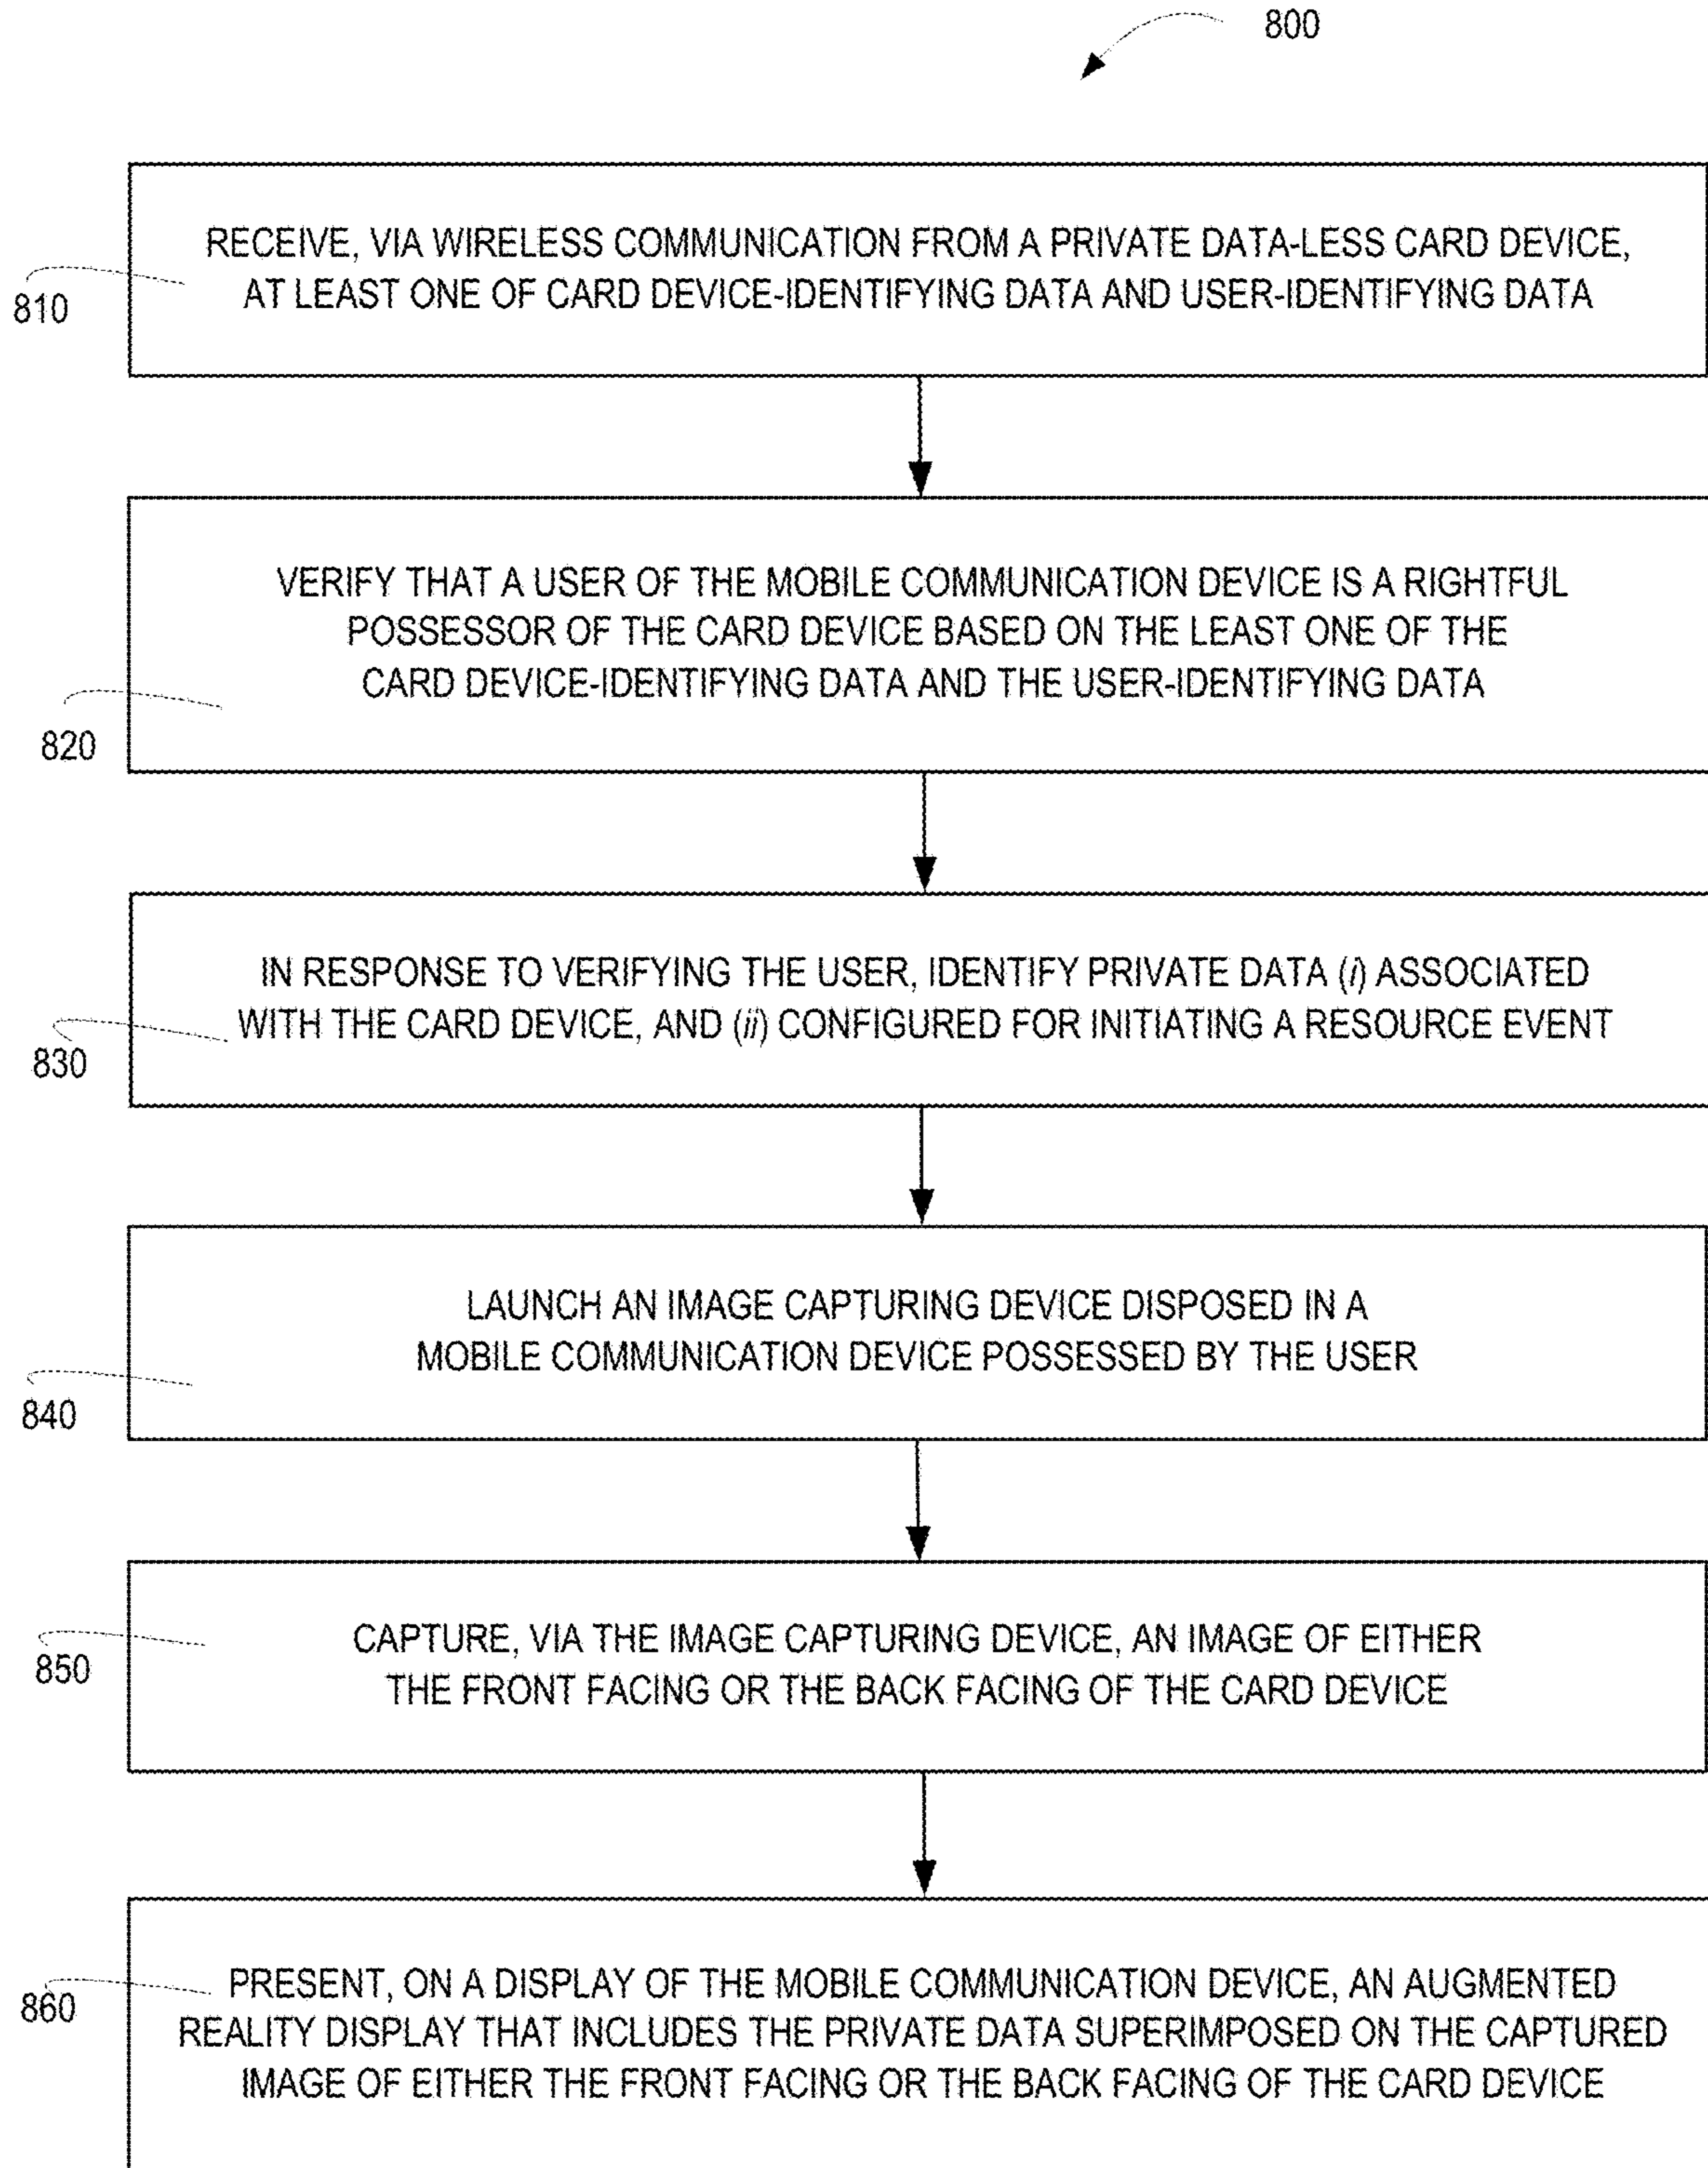 800
RECEIVE, VIA WIRELESS COMMUNICATION FROM A PRIVATE DATA-LESS CARD DEVICE,
AT LEAST ONE OF CARD DEVICE-IDENTIFYING DATA AND USER-IDENTIFYING DATA
810
VERIFY THAT A USER OF THE MOBILE COMMUNICATION DEVICE IS A RIGHTFUL
POSSESSOR OF THE CARD DEVICE BASED ON THE LEAST ONE OF THE
CARD DEVICE-IDENTIFYING DATA AND THE USER-IDENTIFYING DATA
820
IN RESPONSE TO VERIFYING THE USER, IDENTIFY PRIVATE DATA (i) ASSOCIATED
WITH THE CARD DEVICE, AND (ii) CONFIGURED FOR INITIATING A RESOURCE EVENT
830
LAUNCH AN IMAGE CAPTURING DEVICE DISPOSED IN A
MOBILE COMMUNICATION DEVICE POSSESSED BY THE USER
840
CAPTURE, VIA THE IMAGE CAPTURING DEVICE, AN IMAGE OF EITHER
THE FRONT FACING OR THE BACK FACING OF THE CARD DEVICE
850
PRESENT, ON A DISPLAY OF THE MOBILE COMMUNICATION DEVICE, AN AUGMENTED
REALITY DISPLAY THAT INCLUDES THE PRIVATE DATA SUPERIMPOSED ON THE CAPTURED
IMAGE OF EITHER THE FRONT FACING OR THE BACK FACING OF THE CARD DEVICE
860